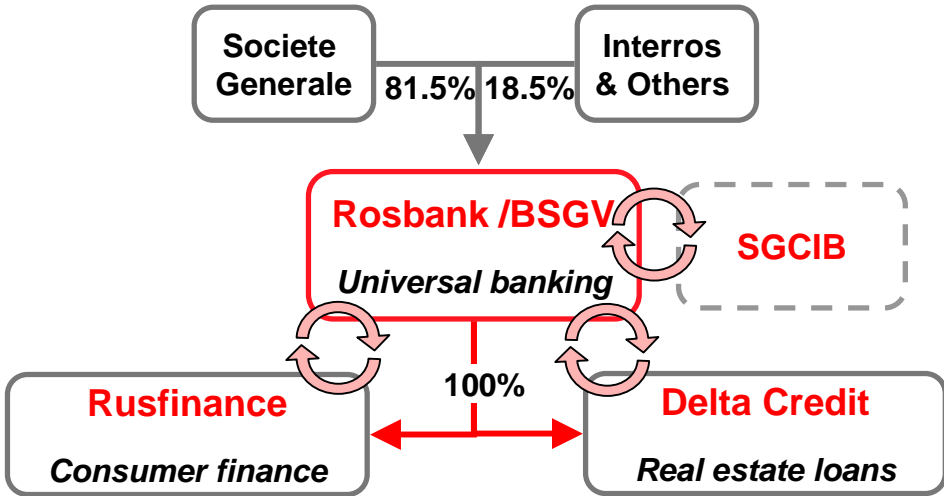 Societe
Generale
Interros
& Others
81.5%
18.5%
Rosbank /BSGV
Universal banking
SGCIB
100%
Rusfinance
Consumer finance
Delta Credit
Real estate loans